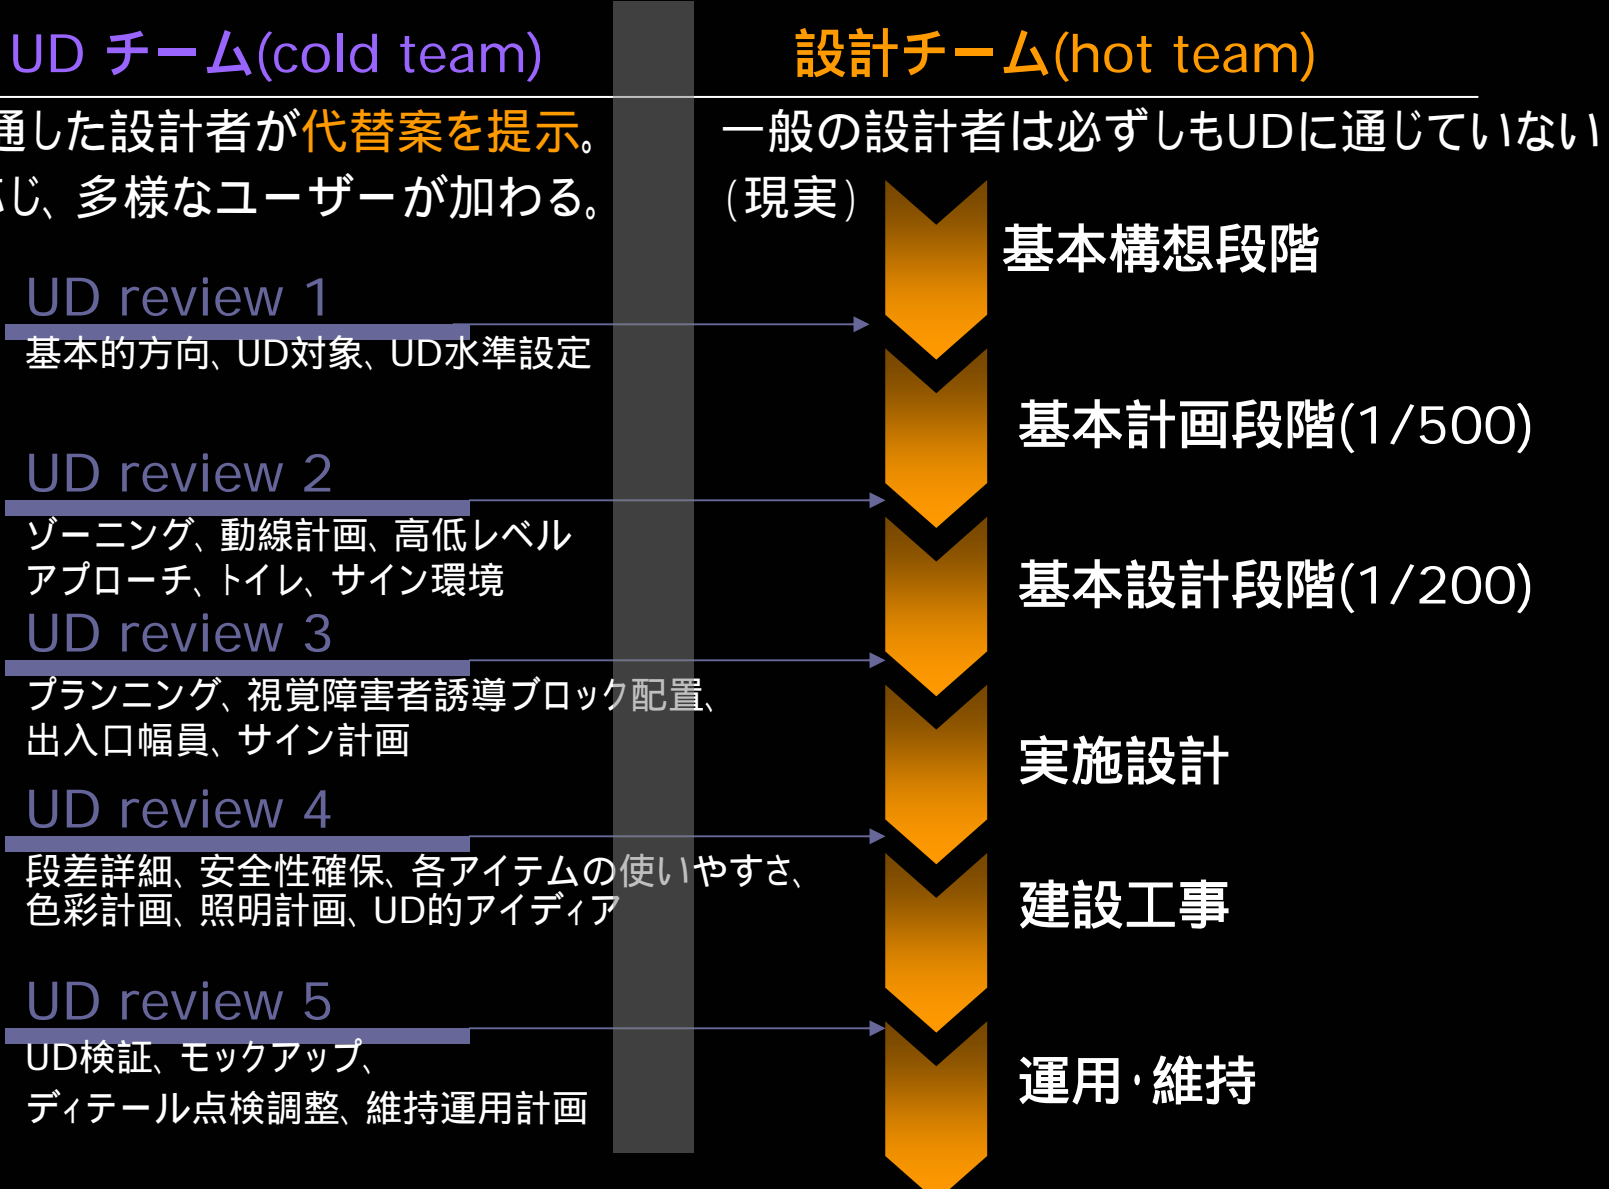 UD チーム(cold team)
通した設計者が代替案を提示。
じ、多様なユーザーが加わる。
UD review 1
基本的方向、UD対象、UD水準設定
UD review 2
ゾーニング、動線計画、高低レベル
アプローチ、トイレ、サイン環境
UD review 3
プランニング、視覚障害者誘導ブロック配置、
出入口幅員、サイン計画
UD review 4
段差詳細、安全性確保、各アイテムの使いやすさ、
色彩計画、照明計画、UD的アイディア
UD review 5
UD検証、モックアップ、
ディテール点検調整、維持運用計画
設計チーム(hot team)
一般の設計者は必ずしもUDに通じていない
(現実)
基本構想段階
基本計画段階(1/500)
基本設計段階(1/200)
実施設計
建設工事
運用・維持